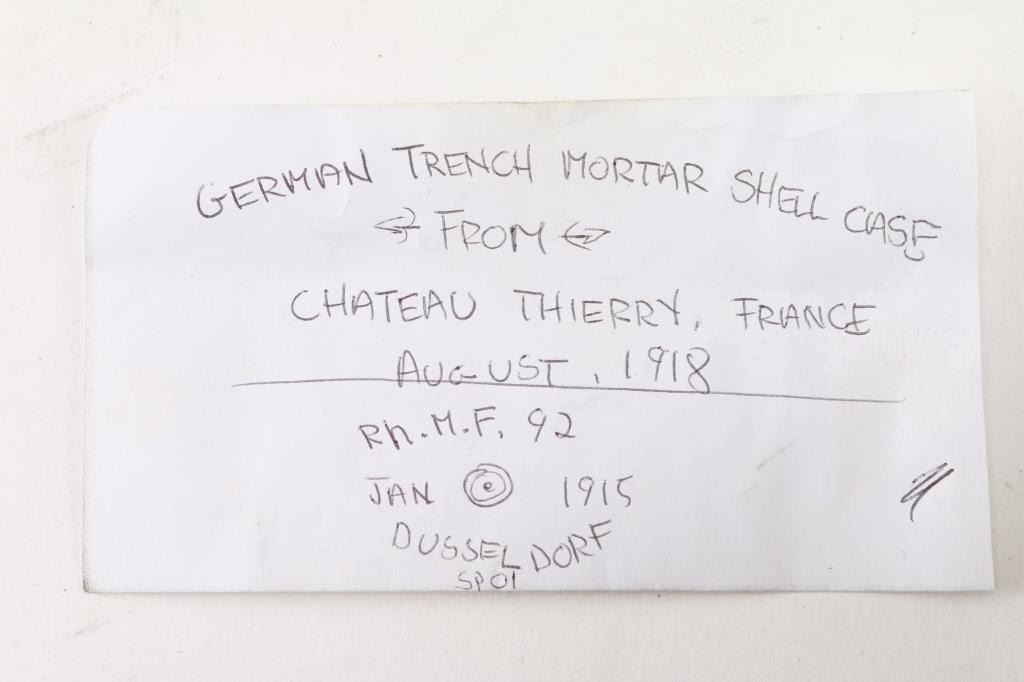 GERMAN TRENCH MORTAR SHELL CASE
FROM
CHATEAU THIERRY, FRANCE
AUGUST, 1918
Rh.M.F. 92
JAN 1915
DUSSELDORF
SPOT